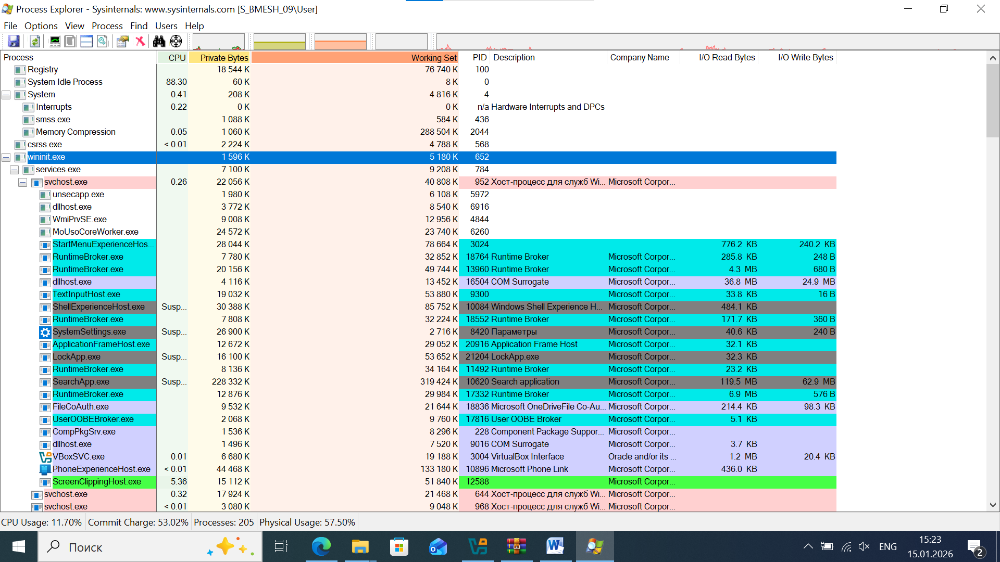 Process Explorer - Sysinternals: www.sysinternals.com [S_BMESH_09\User]
File Options View Process Find Users Help
Process CPU Private Bytes Working Set PID Description Company Name I/O Read Bytes I/O Write Bytes
Registry 18 544 K 76 740 K 100
System Idle Process 88.30 60 K 8 K 0
System 0.41 208 K 4 816 K 4
Interrupts 0.22 0 K 0 K n/a Hardware Interrupts and DPCs
smss.exe 1 088 K 584 K 436
Memory Compression 0.05 1 060 K 288 504 K 2044
csrss.exe < 0.01 2 224 K 4 788 K 568
wininit.exe 1 596 K 5 180 K 652
services.exe 7 100 K 9 208 K 784
svchost.exe 0.26 22 056 K 40 808 K 952 Хост-процесс для служб Wi... Microsoft Corpor...
unsecapp.exe 1 980 K 6 108 K 5972
dllhost.exe 3 772 K 8 540 K 6916
WmiPrvSE.exe 9 008 K 12 956 K 4844
MoUsoCoreWorker.exe 24 572 K 23 740 K 6260
StartMenuExperienceHos... 28 044 K 78 664 K 3024 776.2 KB 240.2 KB
RuntimeBroker.exe 7 780 K 32 852 K 18764 Runtime Broker Microsoft Corpor... 285.8 KB 248 B
RuntimeBroker.exe 20 156 K 49 744 K 13960 Runtime Broker Microsoft Corpor... 4.3 MB 680 B
dllhost.exe 4 116 K 13 452 K 16504 COM Surrogate Microsoft Corpor... 36.8 MB 24.9 MB
TextInputHost.exe 19 032 K 53 880 K 9300 Microsoft Corpor... 33.8 KB 16 B
ShellExperienceHost.exe Susp... 30 388 K 85 752 K 10084 Windows Shell Experience H... Microsoft Corpor... 484.1 KB
RuntimeBroker.exe 7 808 K 32 224 K 18552 Runtime Broker Microsoft Corpor... 171.7 KB 360 B
SystemSettings.exe Susp... 26 900 K 2 716 K 8420 Параметры Microsoft Corpor... 40.6 KB 240 B
ApplicationFrameHost.exe 12 672 K 29 052 K 20916 Application Frame Host Microsoft Corpor... 32.1 KB
LockApp.exe Susp... 16 100 K 53 652 K 21204 LockApp.exe Microsoft Corpor... 32.3 KB
RuntimeBroker.exe 8 136 K 34 164 K 11492 Runtime Broker Microsoft Corpor... 23.2 KB
SearchApp.exe Susp... 228 332 K 319 424 K 10620 Search application Microsoft Corpor... 119.5 MB 62.9 MB
RuntimeBroker.exe 12 876 K 29 984 K 17332 Runtime Broker Microsoft Corpor... 6.9 MB 576 B
FileCoAuth.exe 9 532 K 21 644 K 18836 Microsoft OneDriveFile Co-Au... Microsoft Corpor... 214.4 KB 98.3 KB
UserOOBEBroker.exe 2 068 K 9 760 K 17816 User OOBE Broker Microsoft Corpor... 5.1 KB
CompPkgSrv.exe 1 536 K 8 296 K 228 Component Package Suppor... Microsoft Corpor...
dllhost.exe 1 496 K 7 520 K 9016 COM Surrogate Microsoft Corpor... 3.7 KB
VBoxSVC.exe 0.01 6 680 K 19 188 K 3004 VirtualBox Interface Oracle and/or its ... 1.2 MB 20.4 KB
PhoneExperienceHost.exe < 0.01 44 468 K 133 180 K 10896 Microsoft Phone Link Microsoft Corpor... 436.0 KB
ScreenClippingHost.exe 5.36 15 112 K 51 840 K 12588 Microsoft Corpor...
svchost.exe 0.32 17 924 K 21 468 K 644 Хост-процесс для служб Wi... Microsoft Corpor...
svchost.exe < 0.01 3 080 K 9 048 K 968 Хост-процесс для служб Wi... Microsoft Corpor...
CPU Usage: 11.70% Commit Charge: 53.02% Processes: 205 Physical Usage: 57.50%
Поиск ENG 15:23
15.01.2026 2